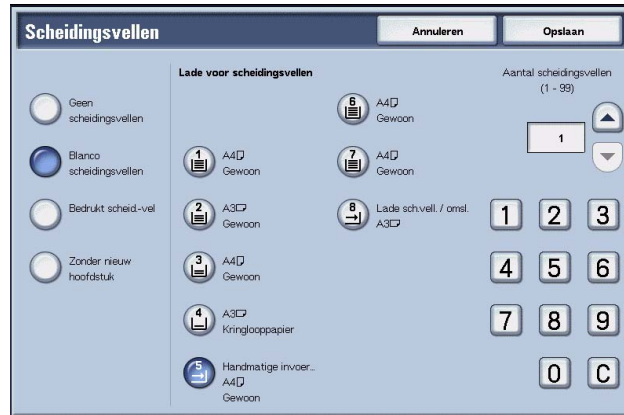 Scheidingsvellen
Annuleren
Opslaan
Geen
scheidingsvellen
Blanco
scheidingsvellen
Bedrukt scheid.-vel
Zonder nieuw
hoofdstuk
Lade voor scheidingsvellen
1
A4
Gewoon
2
A3
Gewoon
3
A4
Gewoon
4
A3
Kringlooppapier
5
Handmatige invoer...
A4
Gewoon
6
A4
Gewoon
7
A4
Gewoon
8
Lade sch.vell. / omsl.
A3
Aantal scheidingsvellen
(1 - 99)
1
1 2 3
4 5 6
7 8 9
0 C